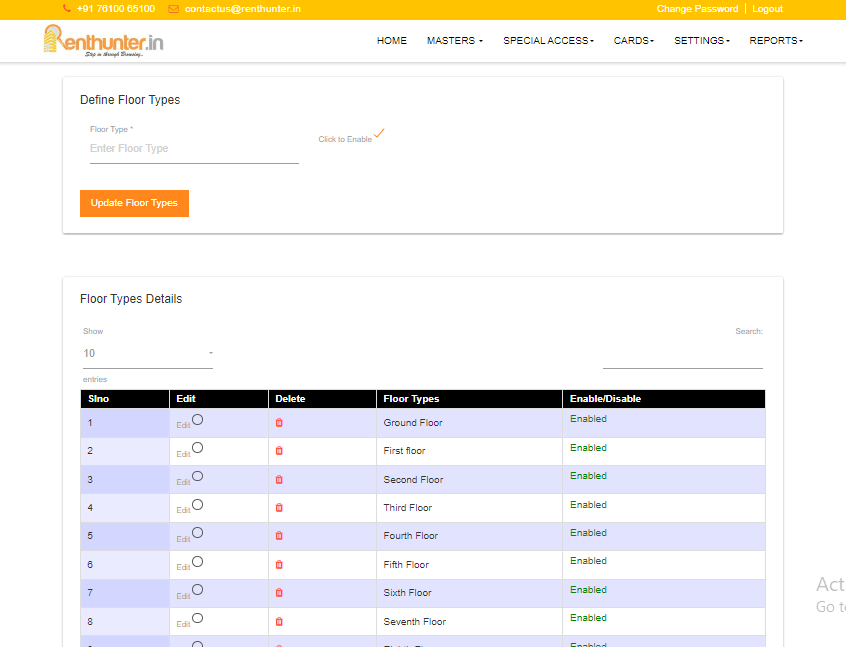 +91 76100 65100 contactus@renthunter.in Change Password Logout
Renthunter.in
Step in through Browsing..
HOME MASTERS SPECIAL ACCESS CARDS SETTINGS REPORTS
Define Floor Types
Floor Type *
Enter Floor Type
Click to Enable
Update Floor Types
Floor Types Details
Show
Search:
10
entries
Slno Edit Delete Floor Types Enable/Disable
1 Edit Ground Floor Enabled
2 Edit First floor Enabled
3 Edit Second Floor Enabled
4 Edit Third Floor Enabled
5 Edit Fourth Floor Enabled
6 Edit Fifth Floor Enabled
7 Edit Sixth Floor Enabled
8 Edit Seventh Floor Enabled
Act
Go to